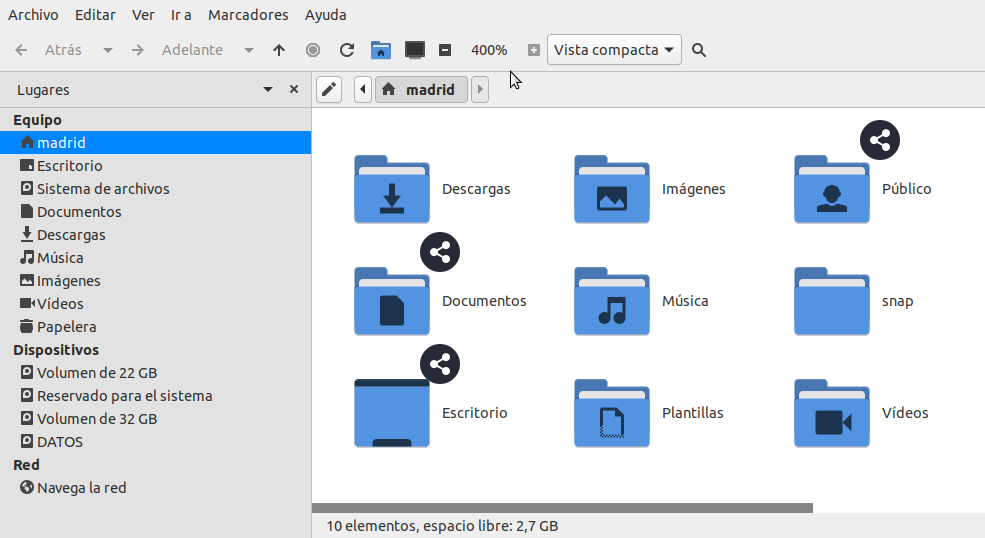 Archivo Editar Ver Ir a Marcadores Ayuda
Atrás Adelante 400% Vista compacta
Lugares
madrid
Equipo
madrid
Escritorio
Sistema de archivos
Documentos
Descargas
Música
Imágenes
Vídeos
Papelera
Dispositivos
Volumen de 22 GB
Reservado para el sistema
Volumen de 32 GB
DATOS
Red
Navega la red
Descargas Imágenes Público
Documentos Música snap
Escritorio Plantillas Vídeos
10 elementos, espacio libre: 2,7 GB